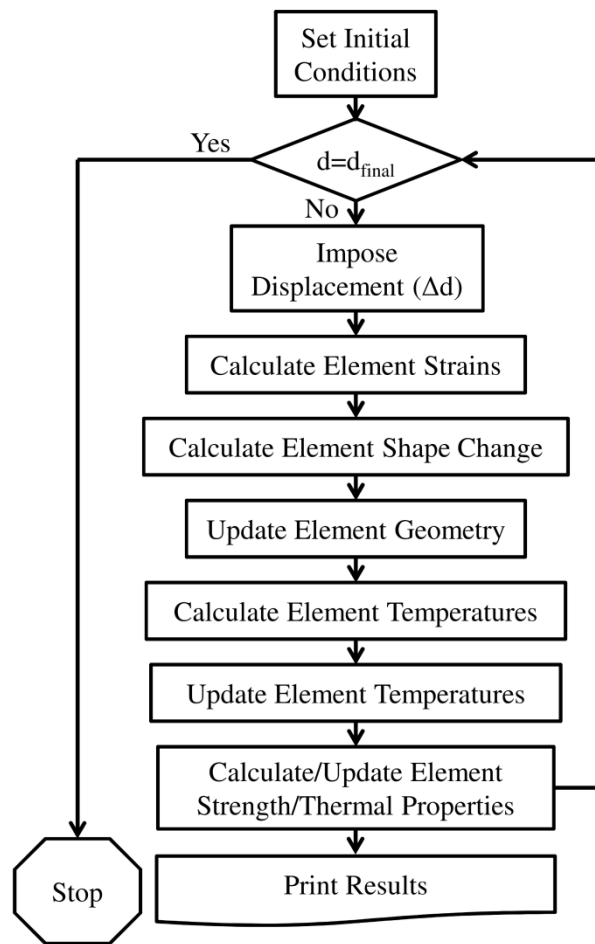 Set Initial
Conditions
Yes
d=d_final
No
Impose
Displacement (Δd)
Calculate Element Strains
Calculate Element Shape Change
Update Element Geometry
Calculate Element Temperatures
Update Element Temperatures
Calculate/Update Element
Strength/Thermal Properties
Stop
Print Results